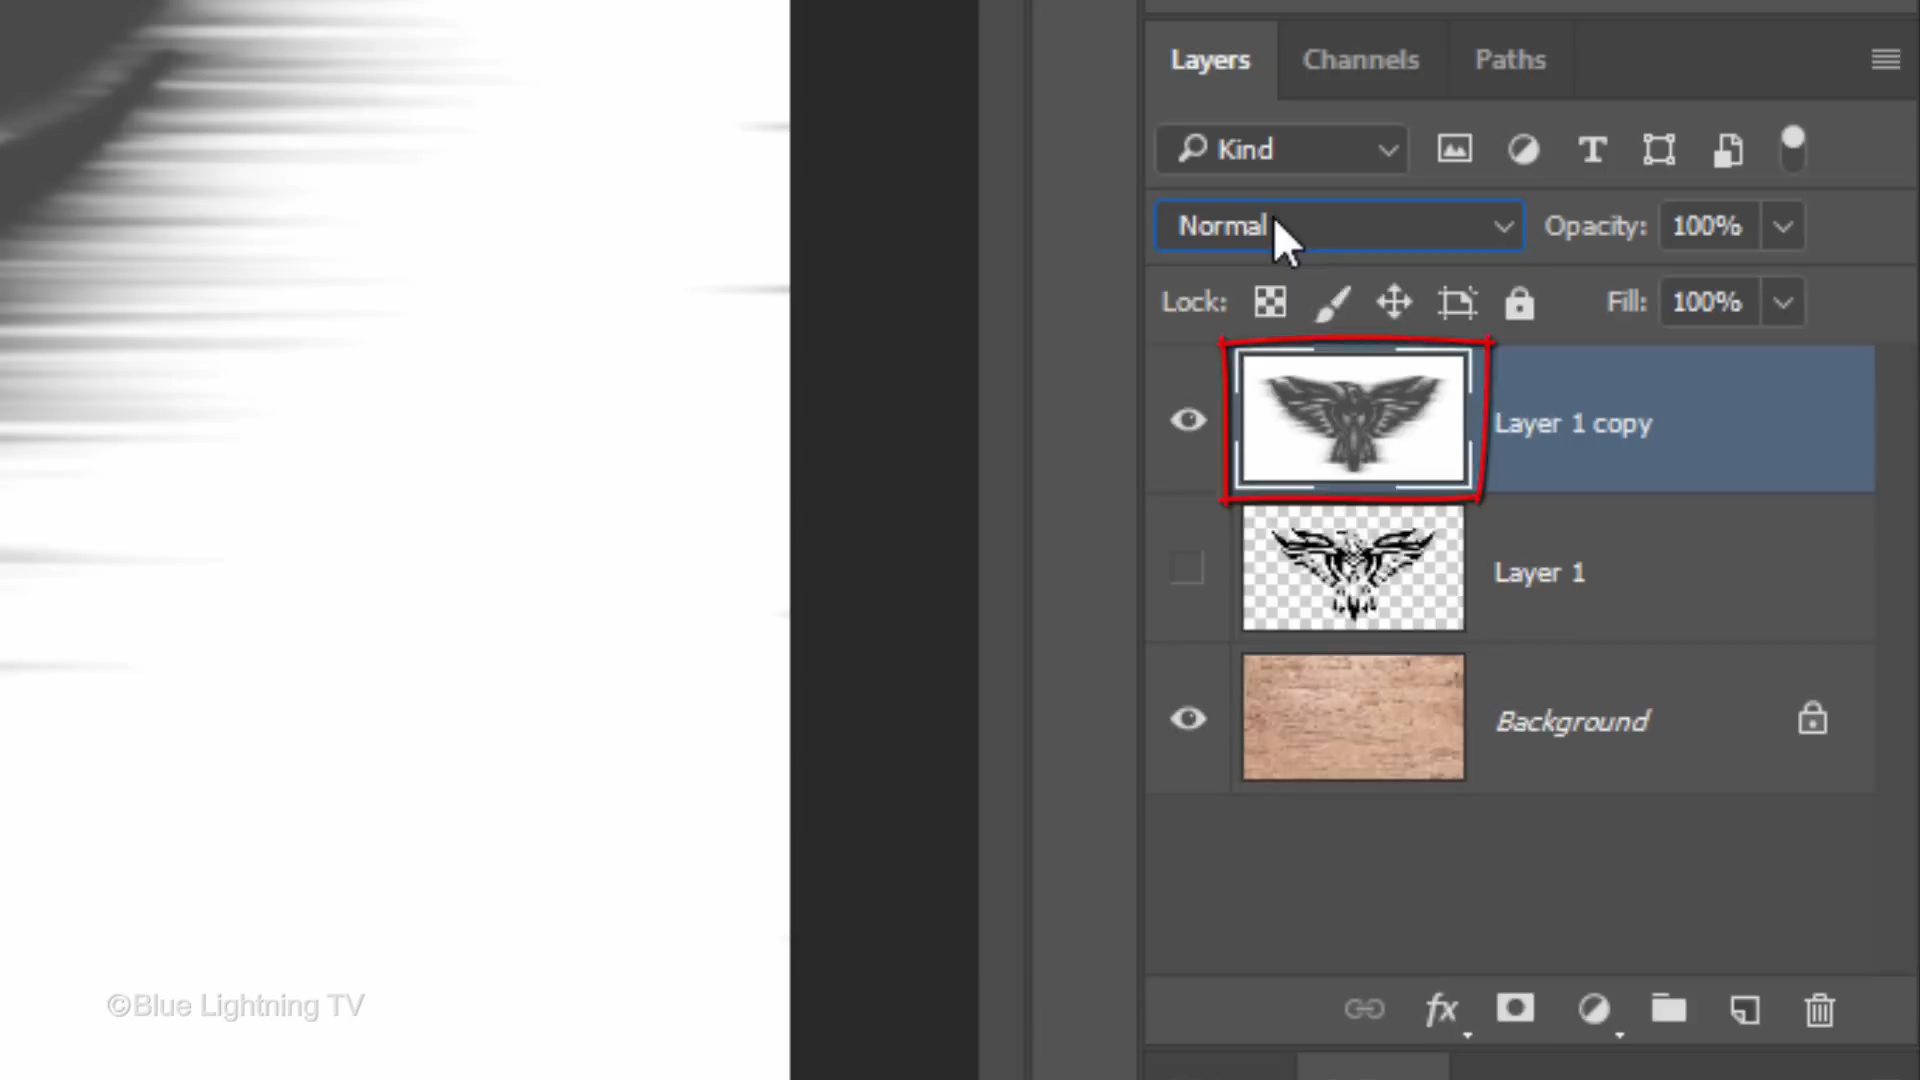 Layers Channels Paths
Kind
Normal Opacity: 100%
Lock: Fill: 100%
Layer 1 copy
Layer 1
Background
fx
©Blue Lightning TV